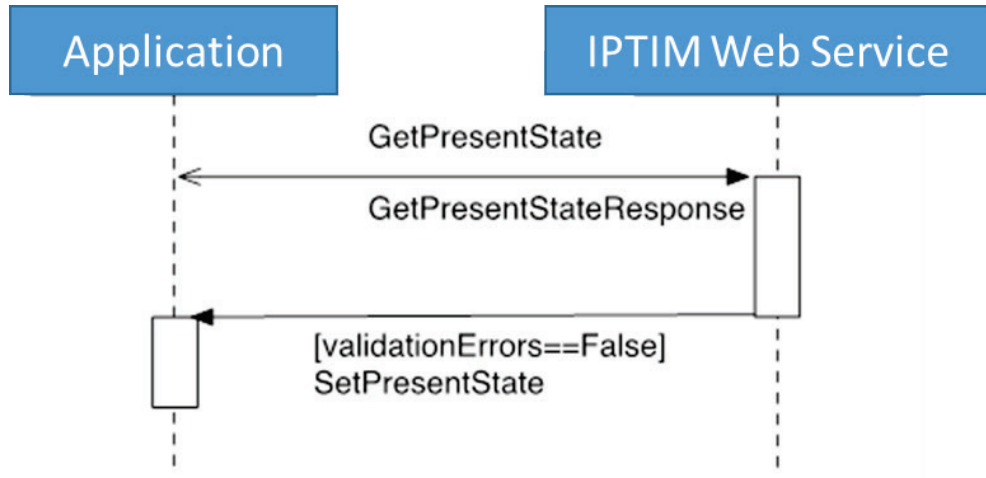 Application
IPTIM Web Service
GetPresentState
GetPresentStateResponse
[validationErrors==False]
SetPresentState